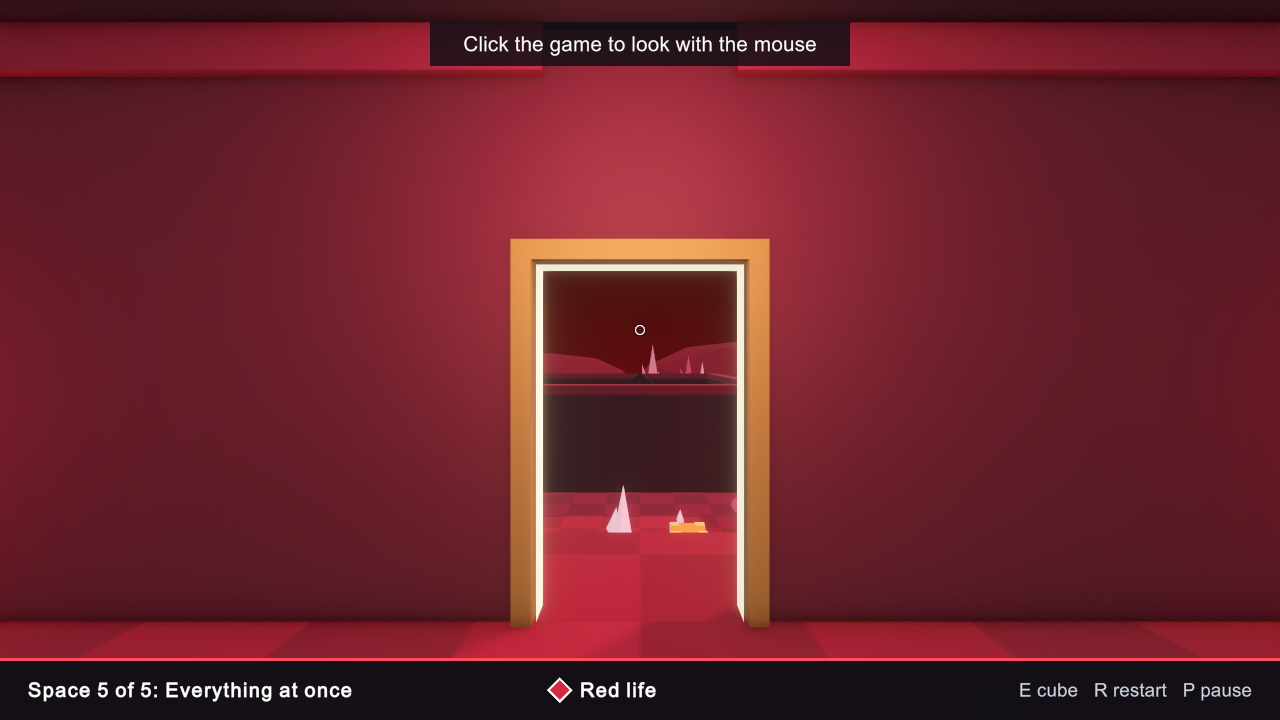 Click the game to look with the mouse
Space 5 of 5: Everything at once
Red life
E cube R restart P pause